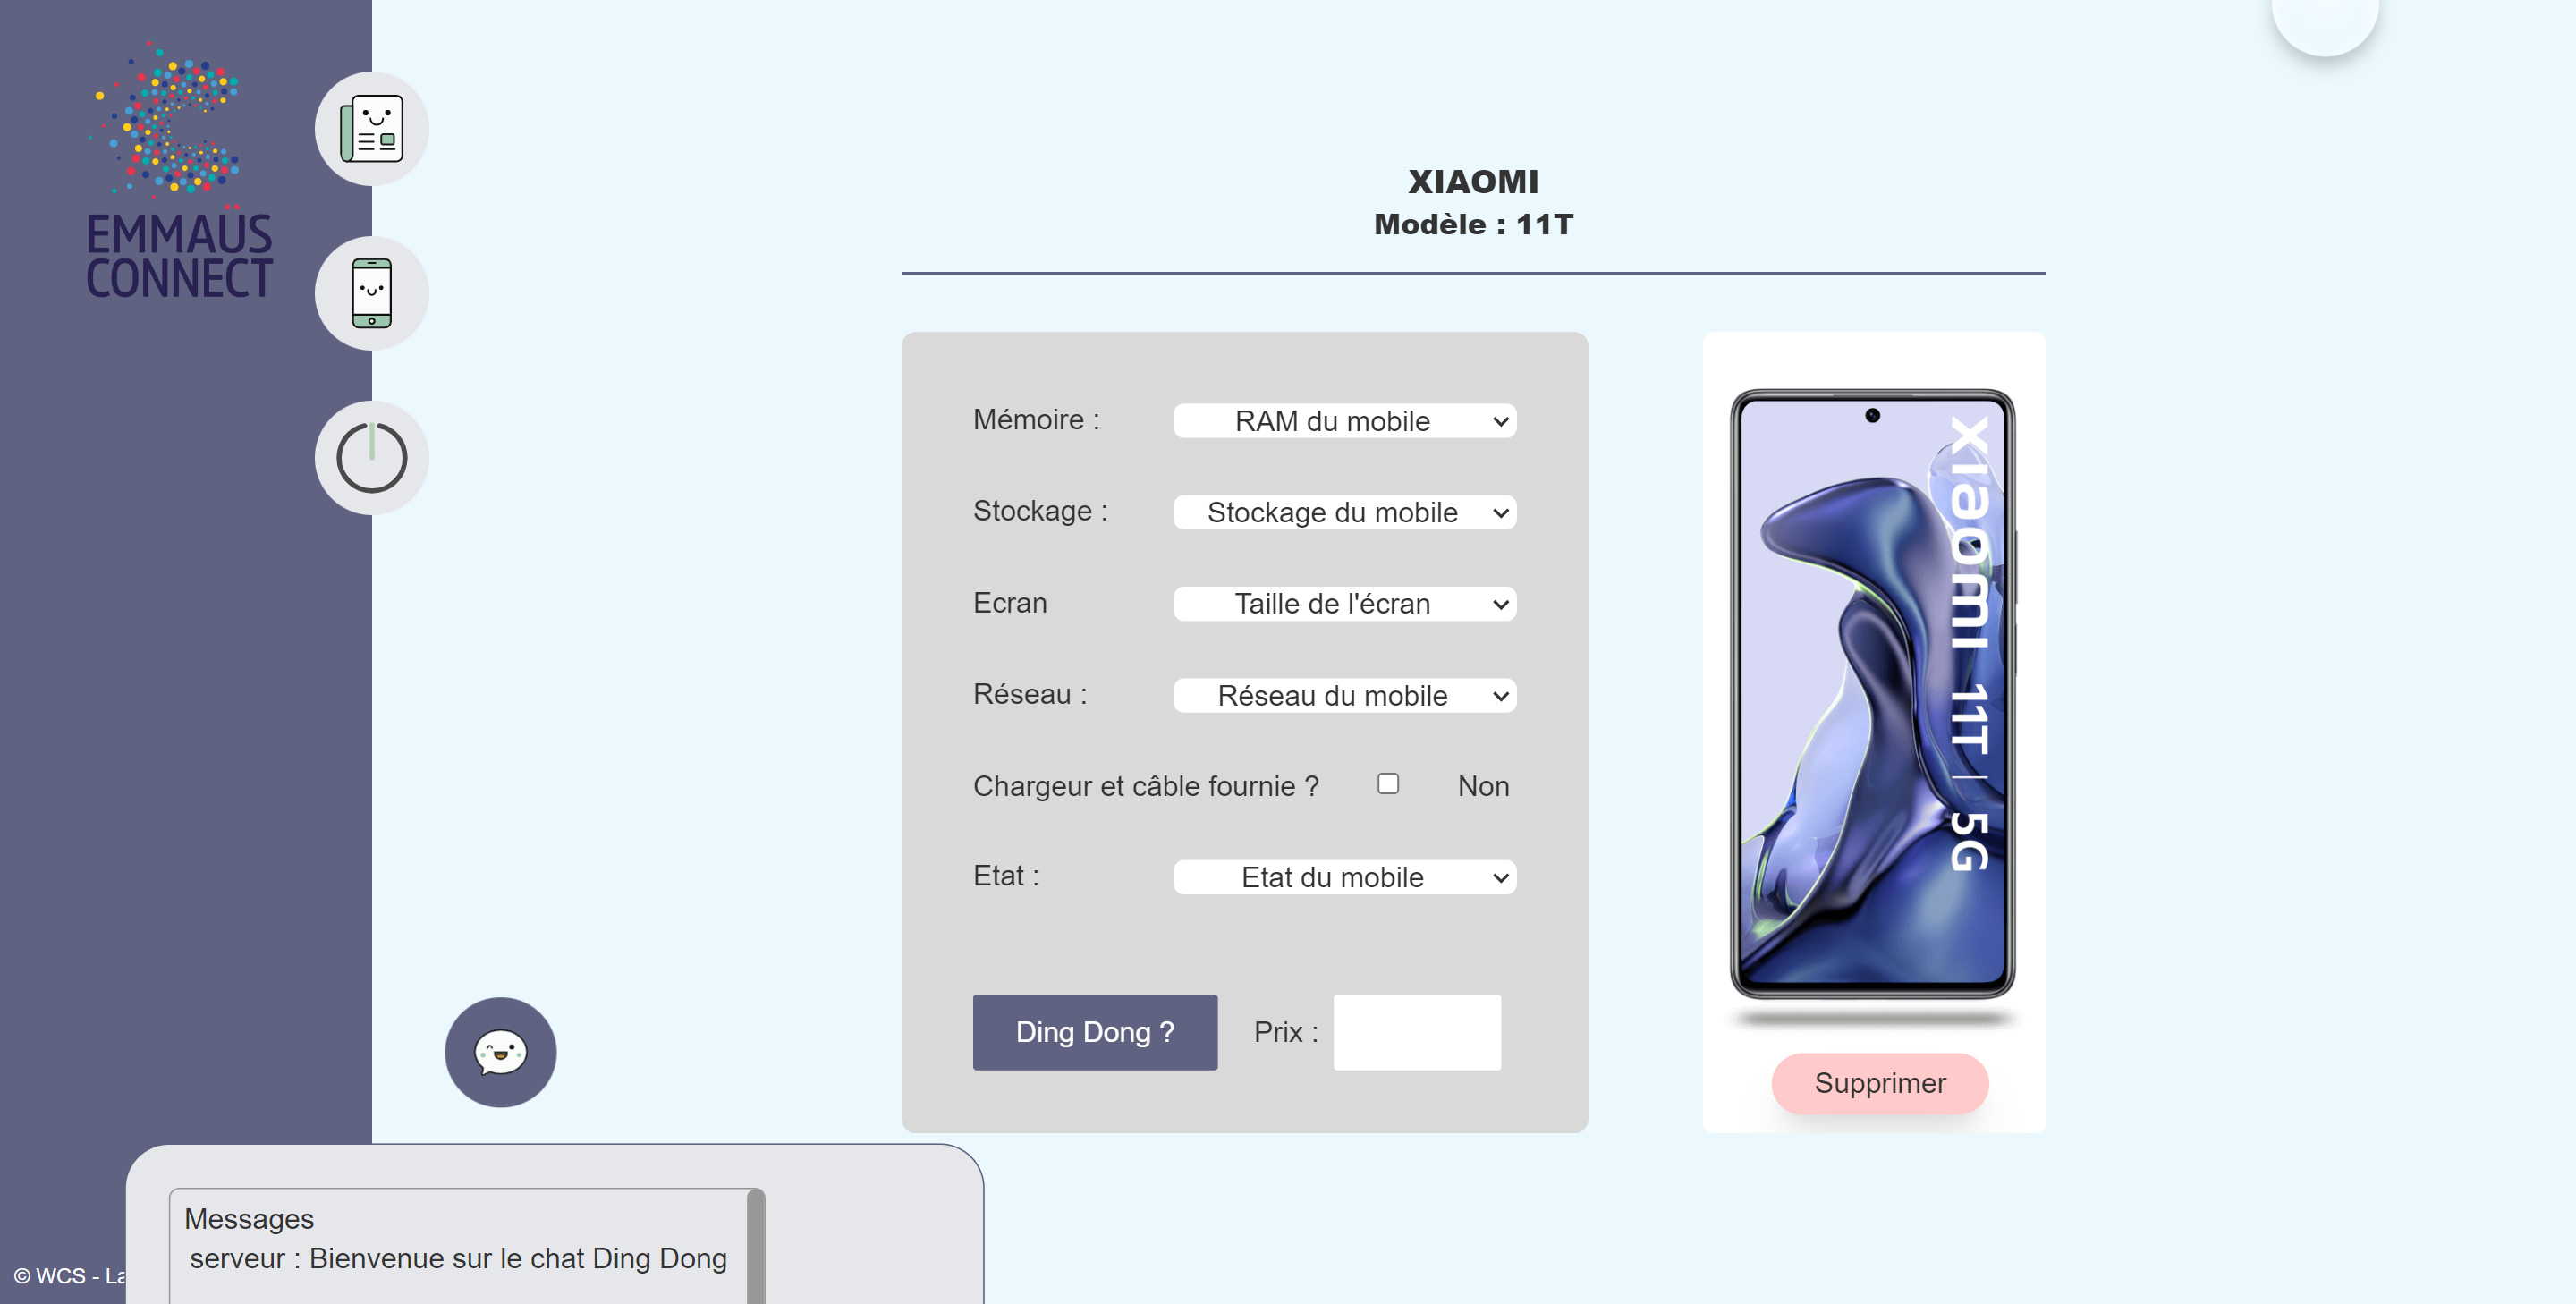 EMMAÜS
CONNECT
XIAOMI
Modèle : 11T
Mémoire :
RAM du mobile
Stockage :
Stockage du mobile
Ecran
Taille de l'écran
Réseau :
Réseau du mobile
Chargeur et câble fournie ?
Non
Etat :
Etat du mobile
Ding Dong ?
Prix :
xiaomi 11T | 5G
Supprimer
Messages
serveur : Bienvenue sur le chat Ding Dong
© WCS - La